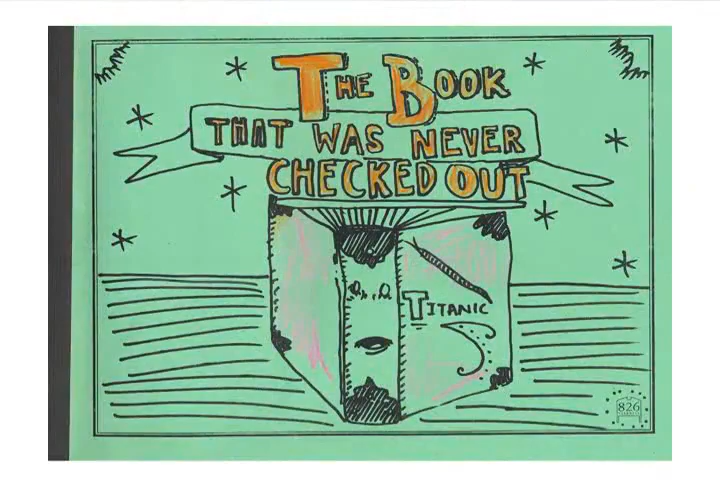 THE BOOK
THAT WAS NEVER
CHECKED OUT
TITANIC
826